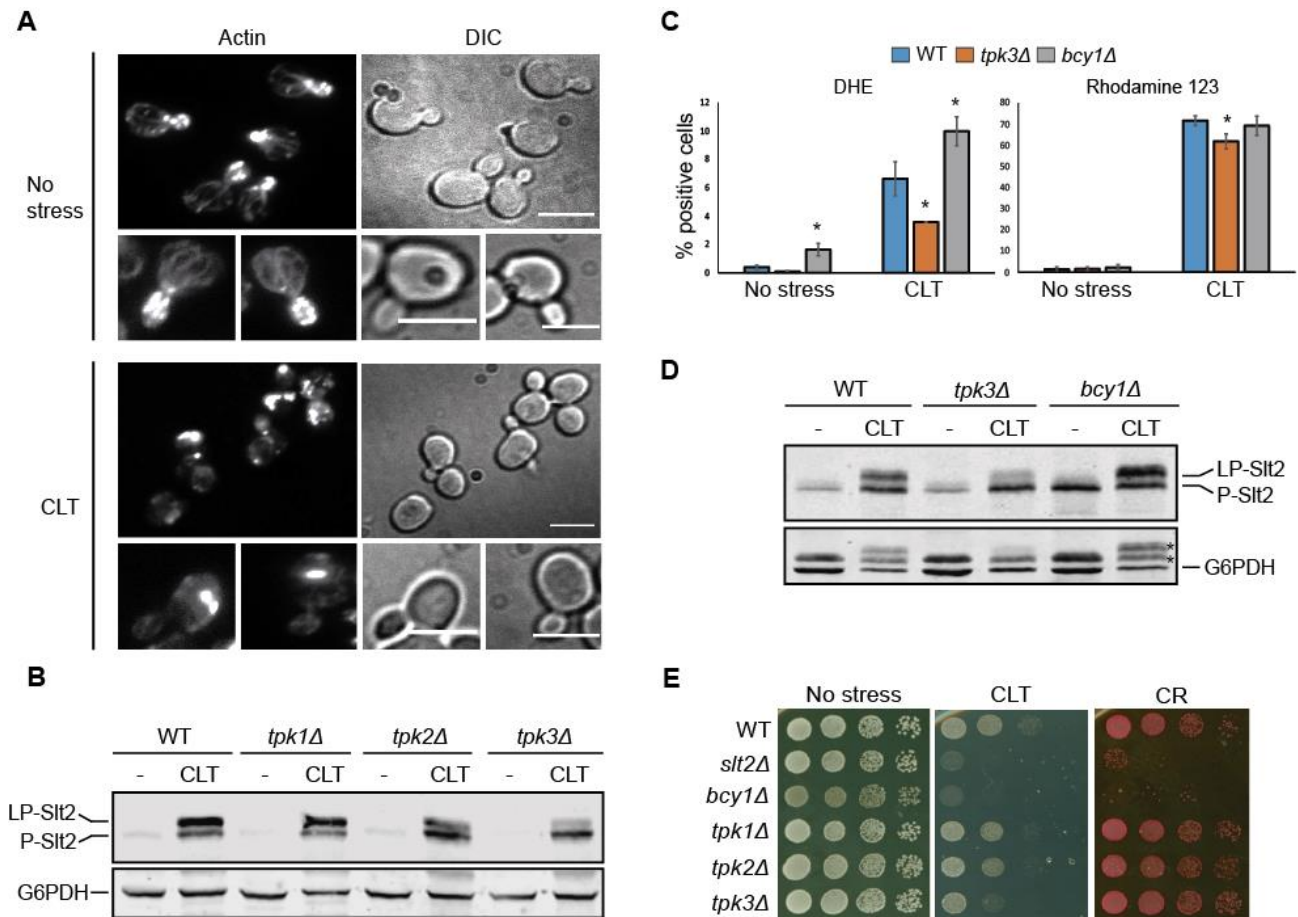 A
Actin DIC
No
stress
CLT
B
WT tpk1Δ tpk2Δ tpk3Δ
- CLT - CLT - CLT - CLT
LP-Slt2
P-Slt2
G6PDH
C
WT tpk3Δ bcy1Δ
DHE Rhodamine 123
% positive cells
12
10
8
6
4
2
0
* * *
No stress CLT
80
70
60
50
40
30
20
10
0
*
No stress CLT
D
WT tpk3Δ bcy1Δ
- CLT - CLT - CLT
LP-Slt2
P-Slt2
*
*
G6PDH
E
No stress CLT CR
WT
slt2Δ
bcy1Δ
tpk1Δ
tpk2Δ
tpk3Δ